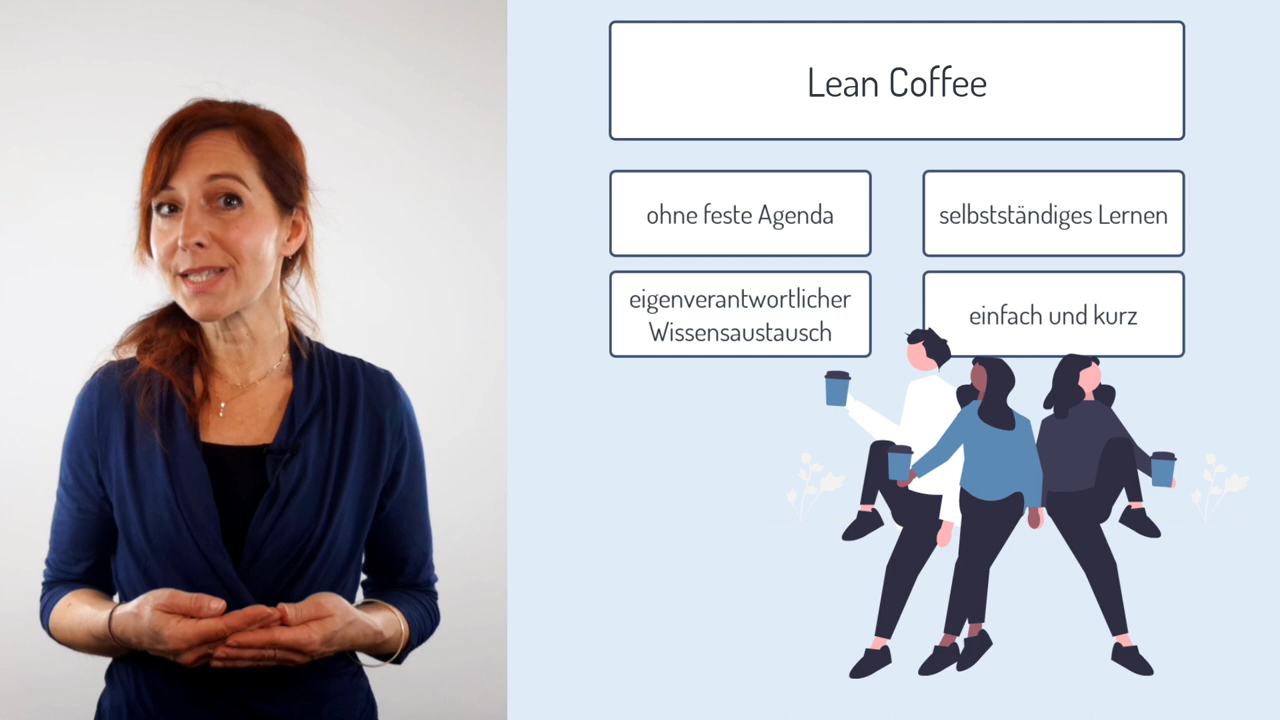 Lean Coffee
ohne feste Agenda
selbstständiges Lernen
eigenverantwortlicher
Wissensaustausch
einfach und kurz